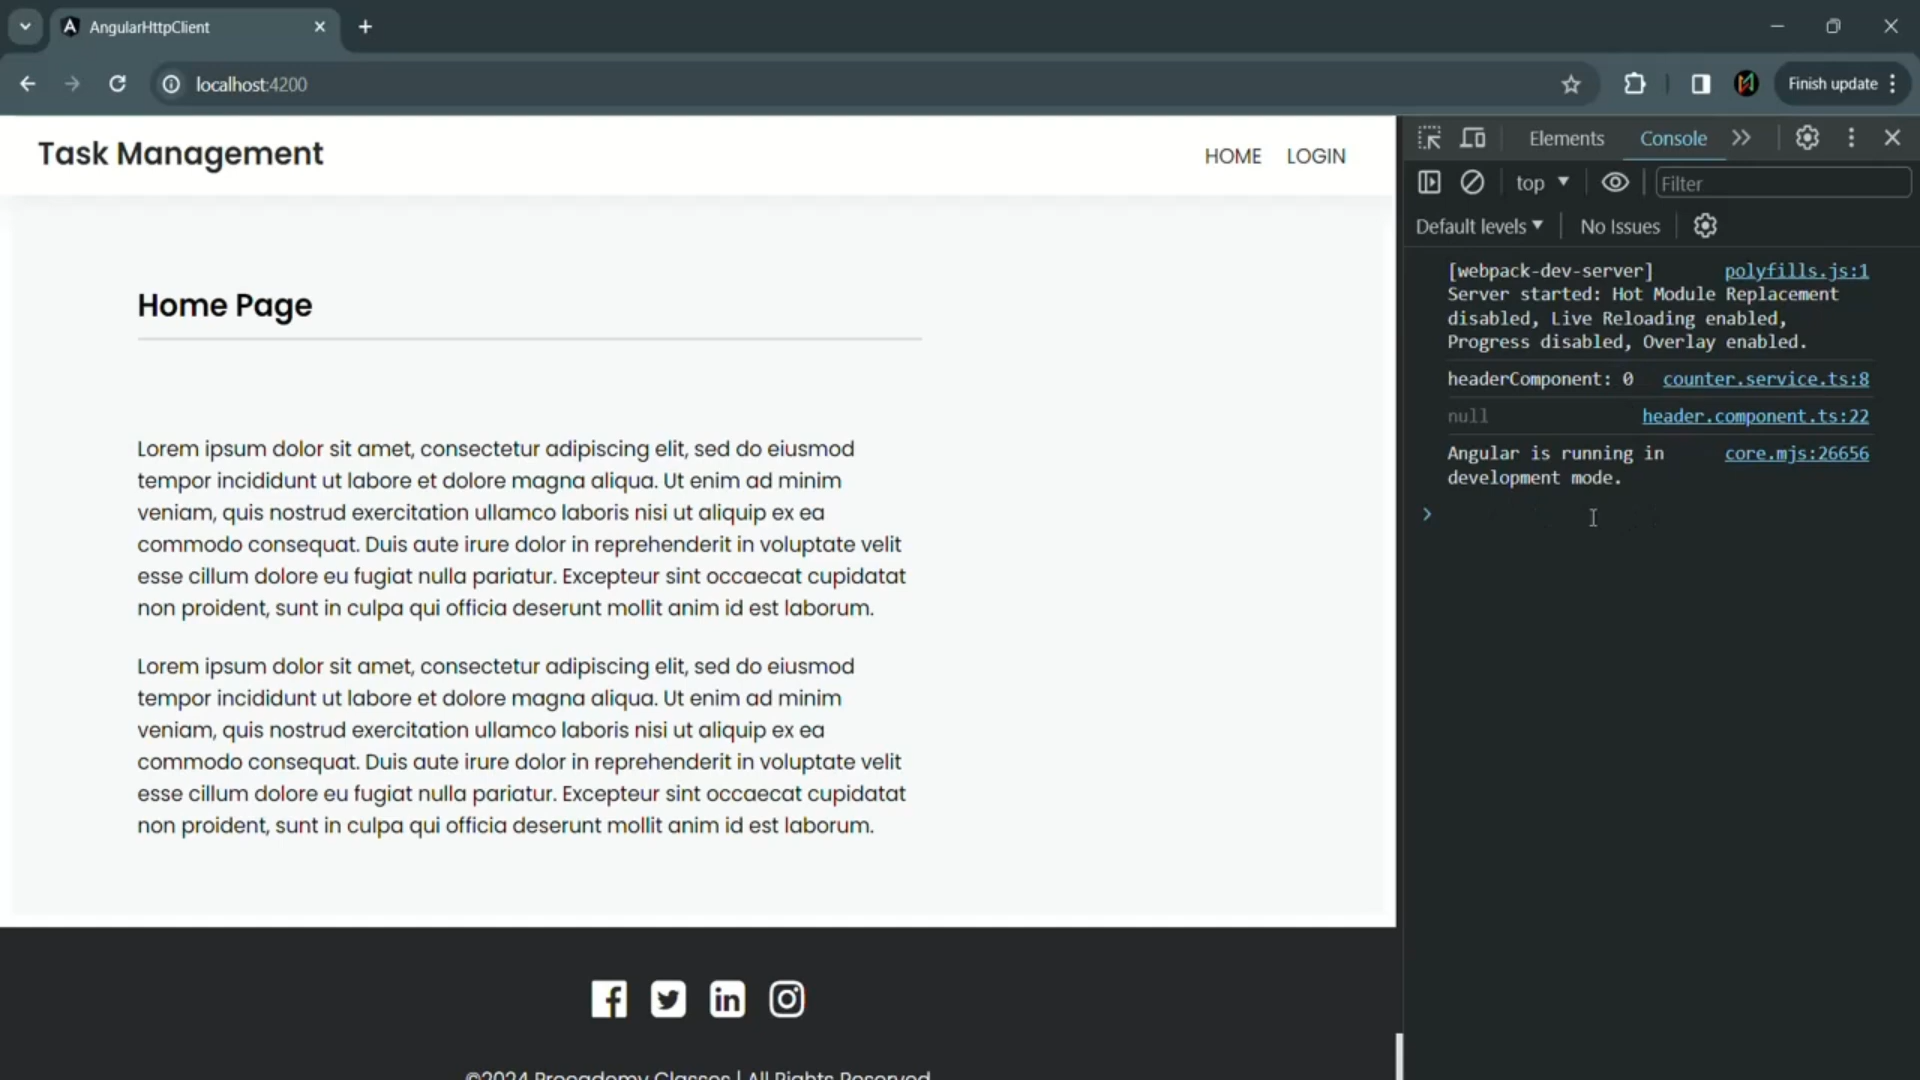 AngularHttpClient
localhost:4200
Finish update
Task Management
HOME LOGIN
Home Page
Lorem ipsum dolor sit amet, consectetur adipiscing elit, sed do eiusmod
tempor incididunt ut labore et dolore magna aliqua. Ut enim ad minim
veniam, quis nostrud exercitation ullamco laboris nisi ut aliquip ex ea
commodo consequat. Duis aute irure dolor in reprehenderit in voluptate velit
esse cillum dolore eu fugiat nulla pariatur. Excepteur sint occaecat cupidatat
non proident, sunt in culpa qui officia deserunt mollit anim id est laborum.
Lorem ipsum dolor sit amet, consectetur adipiscing elit, sed do eiusmod
tempor incididunt ut labore et dolore magna aliqua. Ut enim ad minim
veniam, quis nostrud exercitation ullamco laboris nisi ut aliquip ex ea
commodo consequat. Duis aute irure dolor in reprehenderit in voluptate velit
esse cillum dolore eu fugiat nulla pariatur. Excepteur sint occaecat cupidatat
non proident, sunt in culpa qui officia deserunt mollit anim id est laborum.
©2024 Procademy Classes | All Rights Reserved
Elements Console
top Filter
Default levels No Issues
[webpack-dev-server] polyfills.js:1
Server started: Hot Module Replacement
disabled, Live Reloading enabled,
Progress disabled, Overlay enabled.
headerComponent: 0 counter.service.ts:8
null header.component.ts:22
Angular is running in core.mjs:26656
development mode.